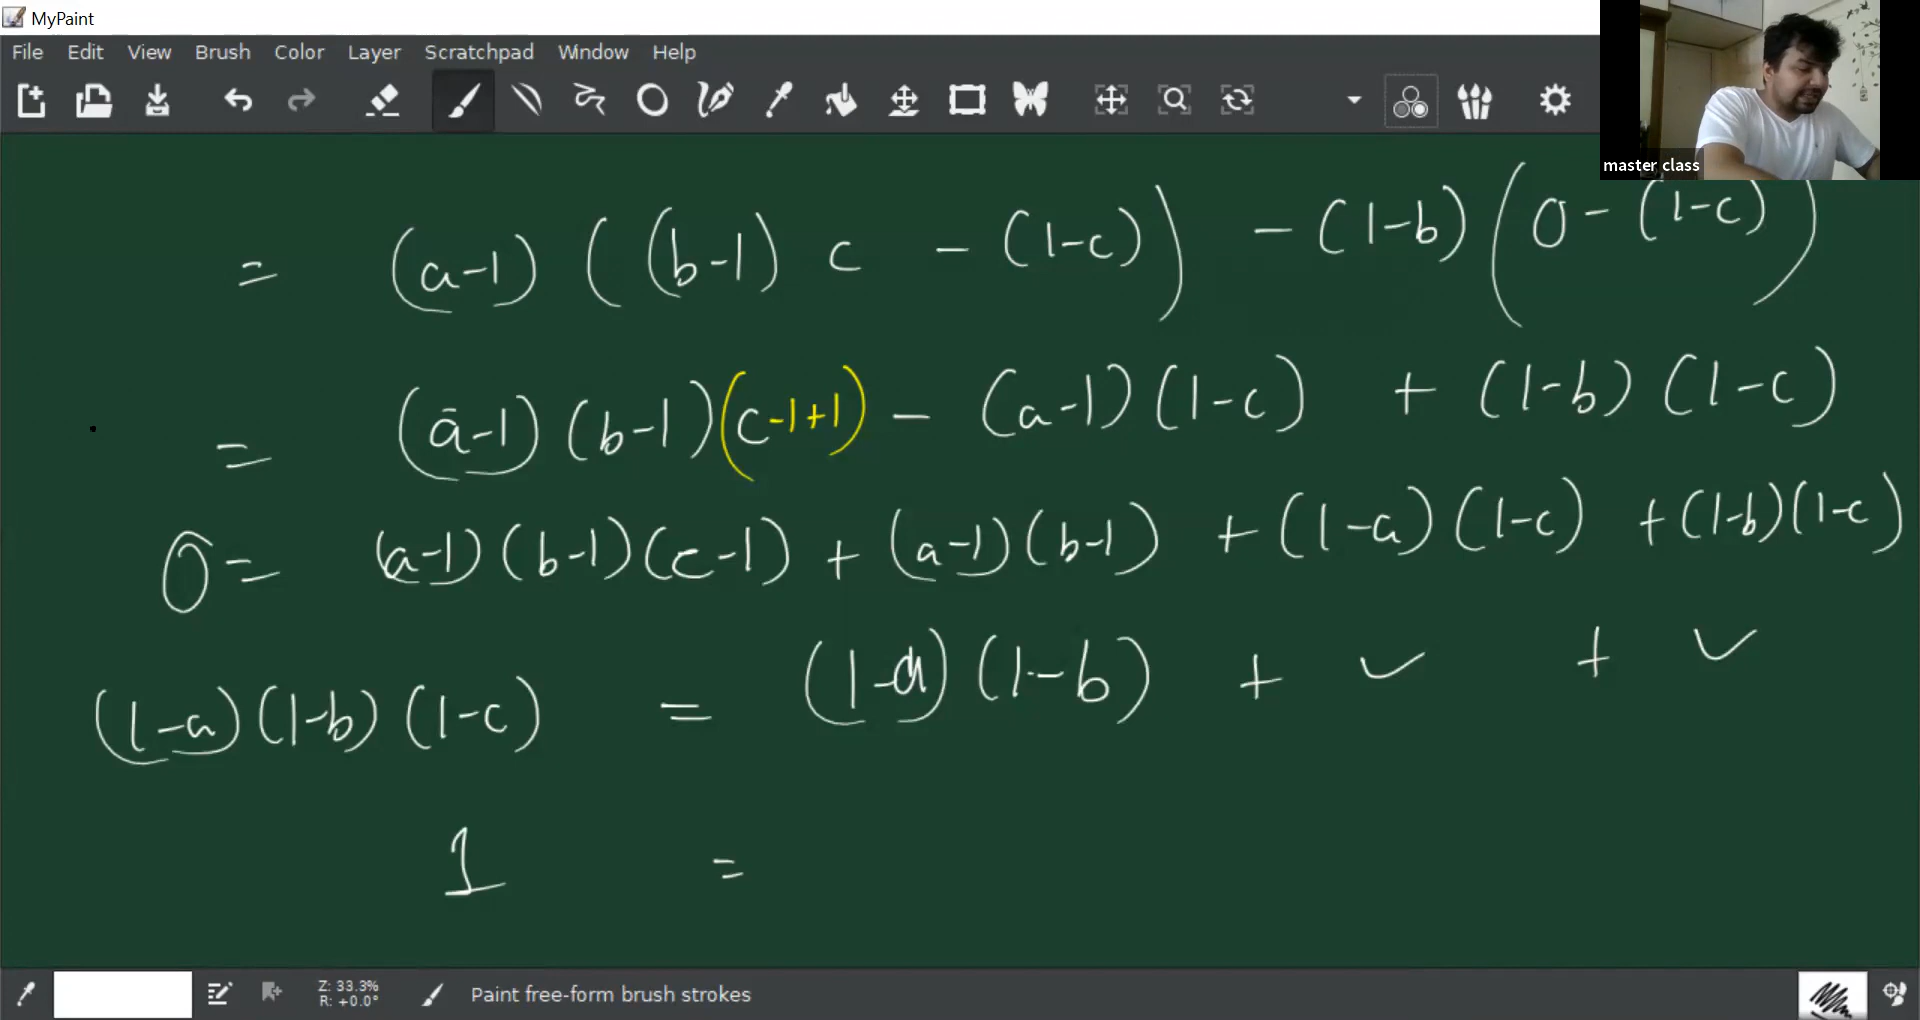 MyPaint
File Edit View Brush Color Layer Scratchpad Window Help
master class
= (a-1) ( (b-1) c - (1-c) ) - (1-b) ( 0 - (1-c) )
= (a-1) (b-1) (c-1+1) - (a-1) (1-c) + (1-b) (1-c)
0 = (a-1) (b-1) (c-1) + (a-1) (b-1) + (1-a) (1-c) + (1-b) (1-c)
(1-a) (1-b) (1-c) = (1-a) (1-b) + ✓ + ✓
1 =
Z: 33.3%
R: +0.0°
Paint free-form brush strokes